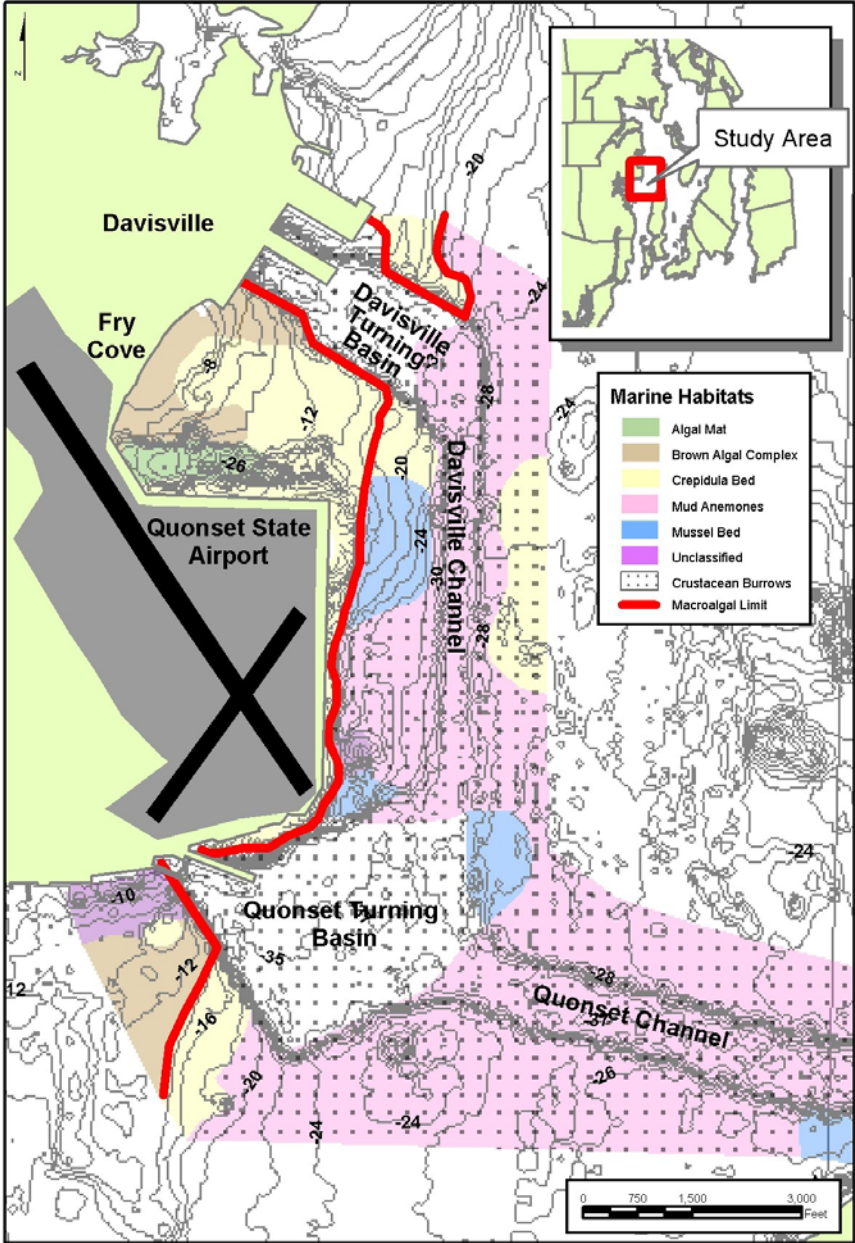 z
Study Area
-20
Davisville
-24
Fry
Cove
Davisville
Turning?
Basin
-28
-8
-12
-24
-26
-20
Quonset State
Airport
-24
-30
Davisville Channel
-28
Marine Habitats
Algal Mat
Brown Algal Complex
Crepidula Bed
Mud Anemones
Mussel Bed
Unclassified
Crustacean Burrows
Macroalgal Limit
-24
-10
Quonset Turning
Basin
-35
-12
12
-28
Quonset Channel
-16
-26
-20
-24
-24
0 750 1,500 3,000
Feet